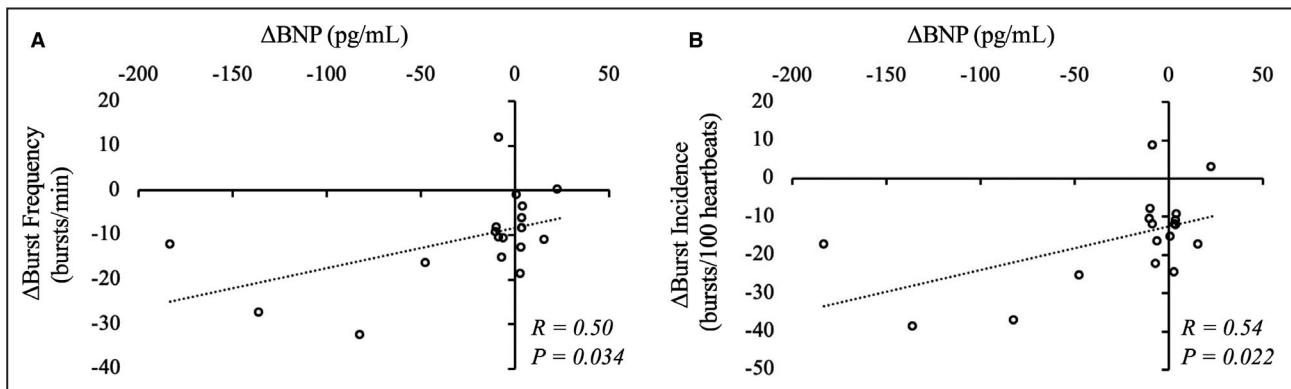 A
ΔBNP (pg/mL)
-200 -150 -100 -50 0 50
20
10
0
-10
-20
-30
-40
ΔBurst Frequency
(bursts/min)
R = 0.50
P = 0.034
B
ΔBNP (pg/mL)
-200 -150 -100 -50 0 50
20
10
0
-10
-20
-30
-40
-50
ΔBurst Incidence
(bursts/100 heartbeats)
R = 0.54
P = 0.022